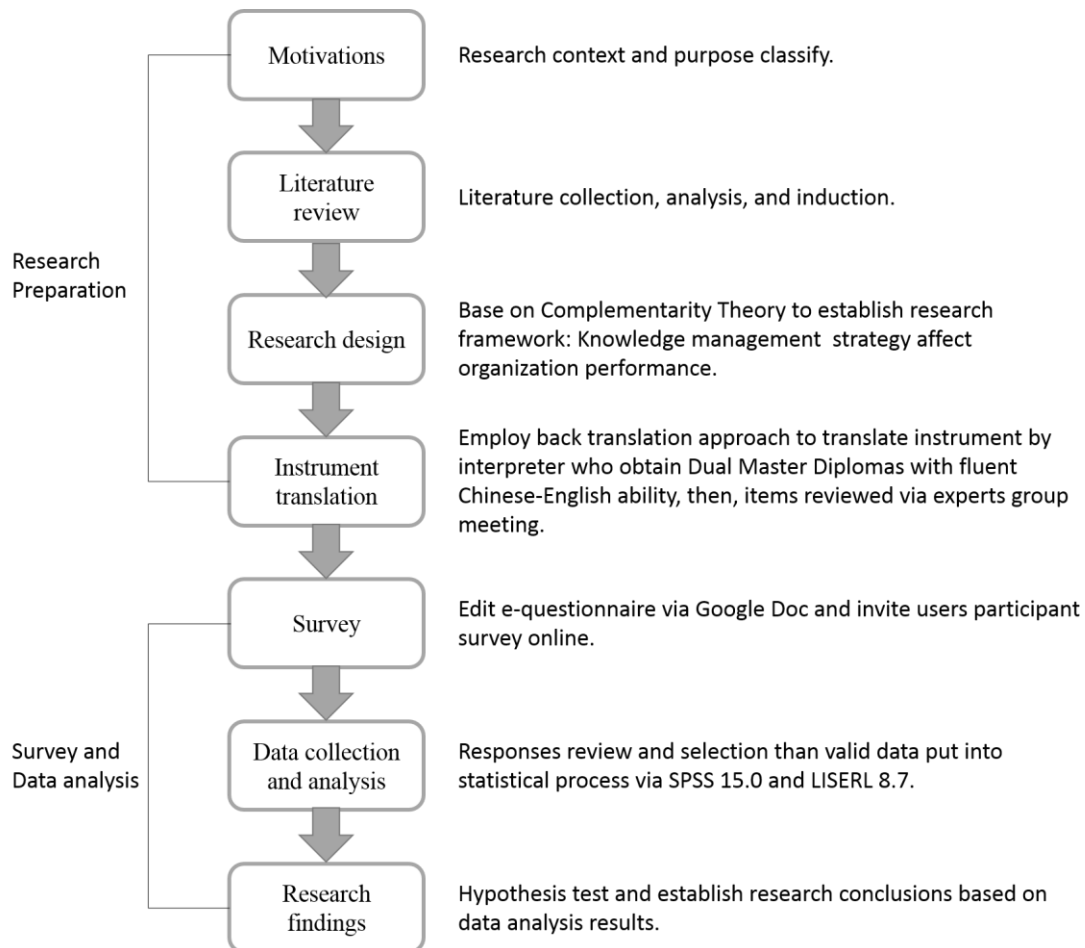 Motivations
Research context and purpose classify.
Literature
review
Literature collection, analysis, and induction.
Research
Preparation
Research design
Base on Complementarity Theory to establish research
framework: Knowledge management strategy affect
organization performance.
Instrument
translation
Employ back translation approach to translate instrument by
interpreter who obtain Dual Master Diplomas with fluent
Chinese-English ability, then, items reviewed via experts group
meeting.
Survey
Edit e-questionnaire via Google Doc and invite users participant
survey online.
Survey and
Data analysis
Data collection
and analysis
Responses review and selection than valid data put into
statistical process via SPSS 15.0 and LISERL 8.7.
Research
findings
Hypothesis test and establish research conclusions based on
data analysis results.